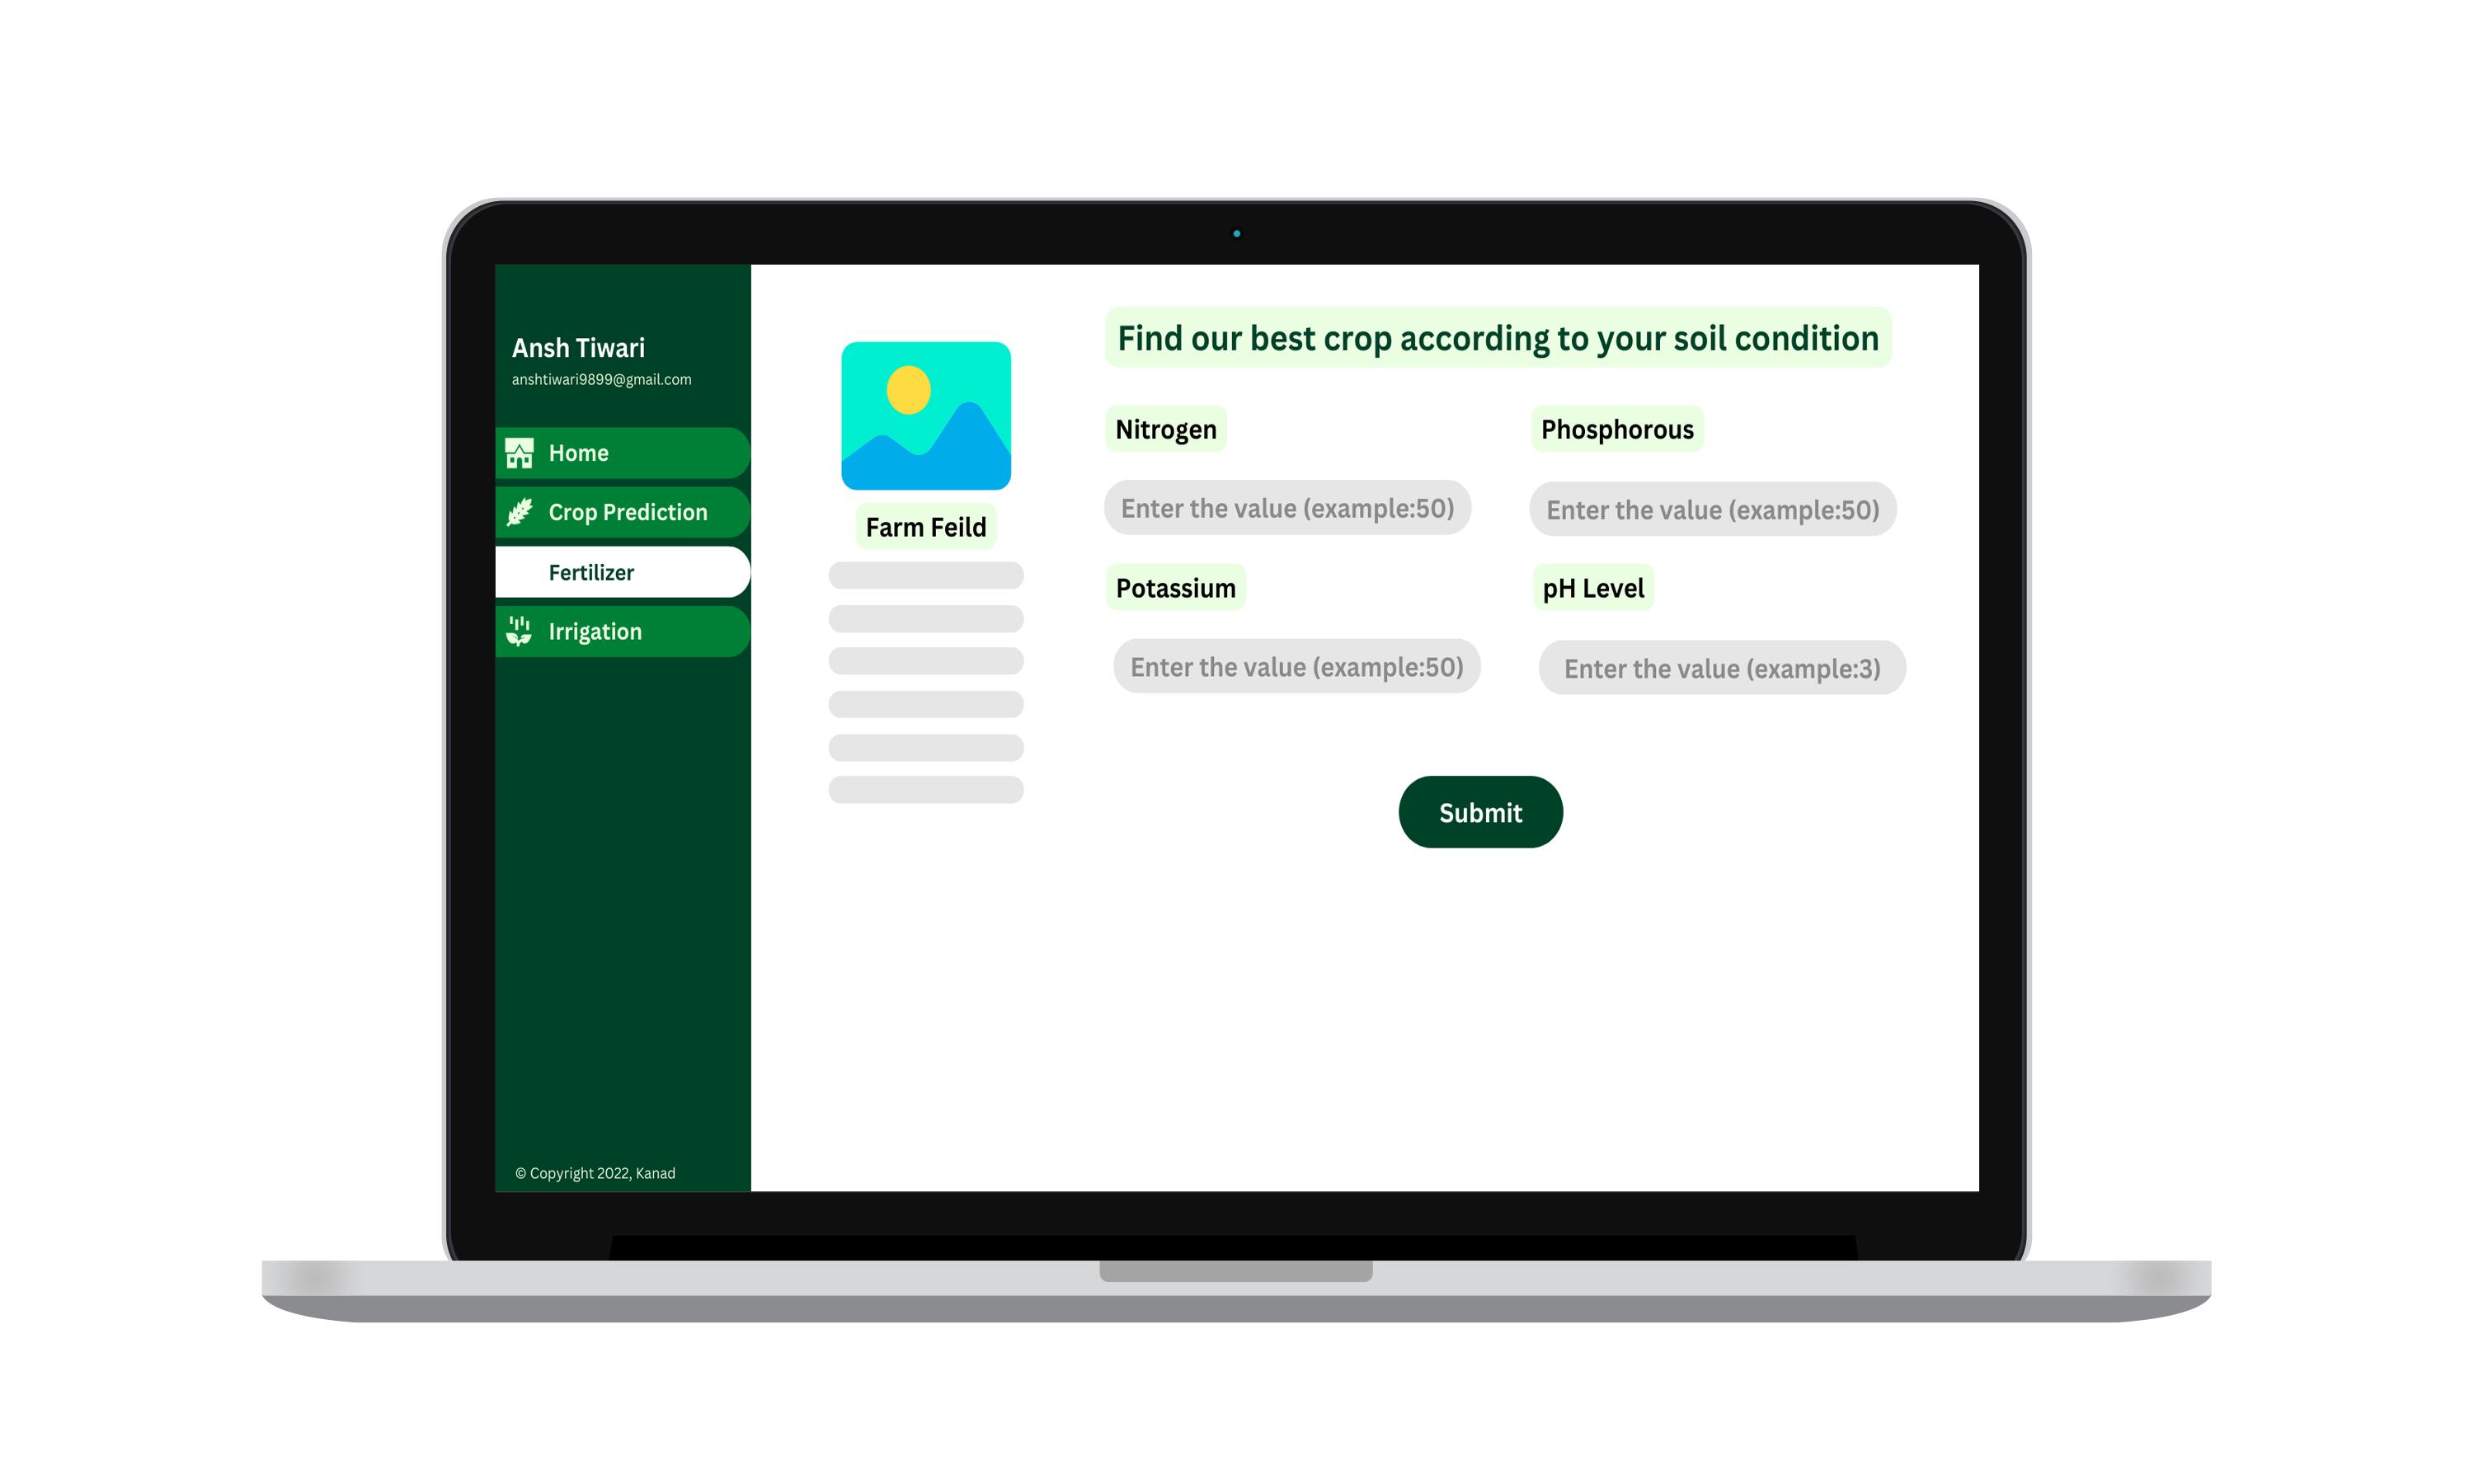 Ansh Tiwari
anshtiwari9899@gmail.com
Home
Crop Prediction
Fertilizer
Irrigation
© Copyright 2022, Kanad
Farm Feild
Find our best crop according to your soil condition
Nitrogen
Phosphorous
Enter the value (example:50)
Enter the value (example:50)
Potassium
pH Level
Enter the value (example:50)
Enter the value (example:3)
Submit